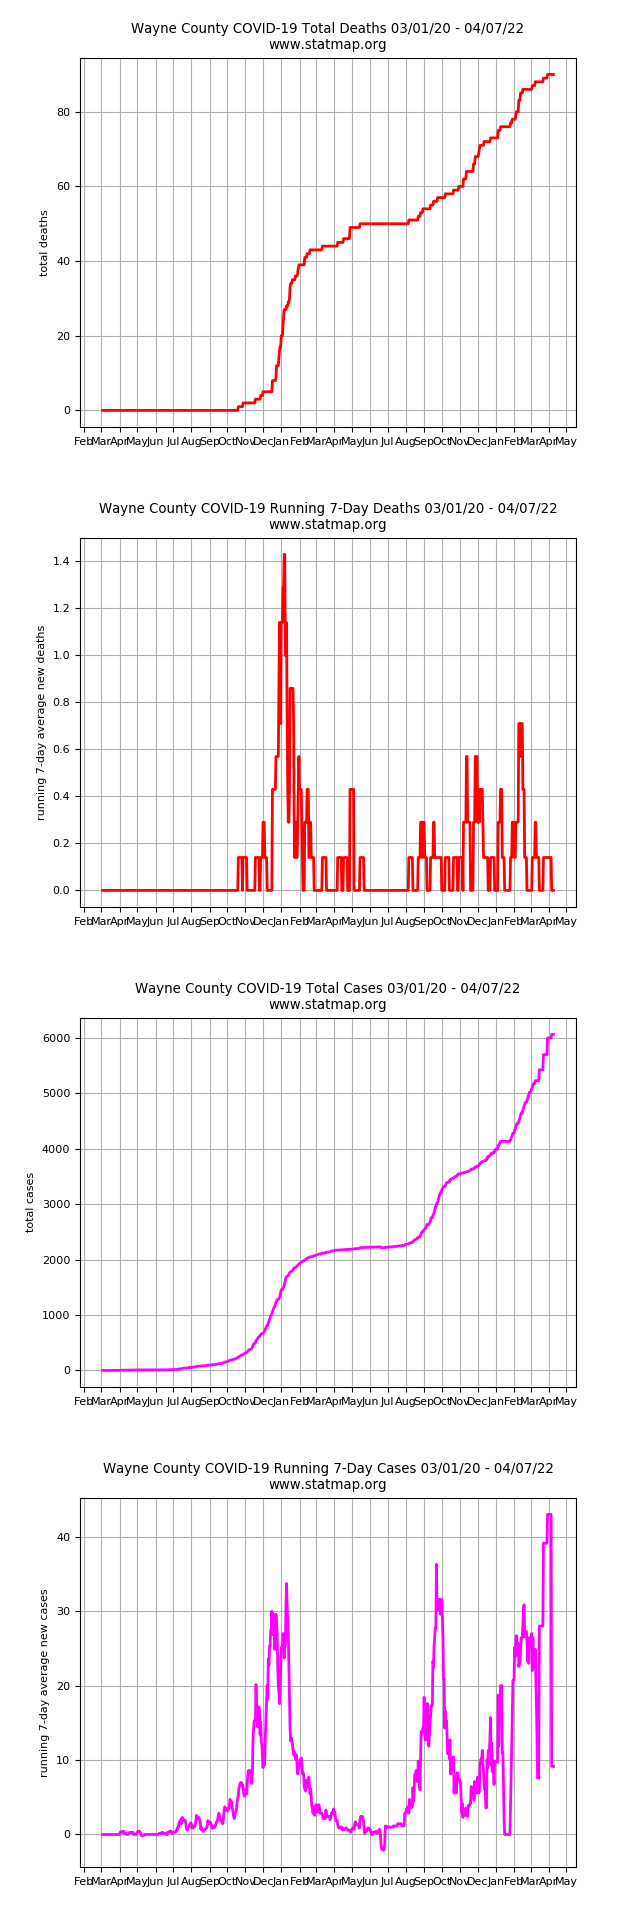 Wayne County COVID-19 Total Deaths 03/01/20 - 04/07/22
www.statmap.org
total deaths
80
60
40
20
0
Feb Mar Apr May Jun Jul Aug Sep Oct Nov Dec Jan Feb Mar Apr May Jun Jul Aug Sep Oct Nov Dec Jan Feb Mar Apr May
Wayne County COVID-19 Running 7-Day Deaths 03/01/20 - 04/07/22
www.statmap.org
running 7-day average new deaths
1.4
1.2
1.0
0.8
0.6
0.4
0.2
0.0
Feb Mar Apr May Jun Jul Aug Sep Oct Nov Dec Jan Feb Mar Apr May Jun Jul Aug Sep Oct Nov Dec Jan Feb Mar Apr May
Wayne County COVID-19 Total Cases 03/01/20 - 04/07/22
www.statmap.org
total cases
6000
5000
4000
3000
2000
1000
0
Feb Mar Apr May Jun Jul Aug Sep Oct Nov Dec Jan Feb Mar Apr May Jun Jul Aug Sep Oct Nov Dec Jan Feb Mar Apr May
Wayne County COVID-19 Running 7-Day Cases 03/01/20 - 04/07/22
www.statmap.org
running 7-day average new cases
40
30
20
10
0
Feb Mar Apr May Jun Jul Aug Sep Oct Nov Dec Jan Feb Mar Apr May Jun Jul Aug Sep Oct Nov Dec Jan Feb Mar Apr May